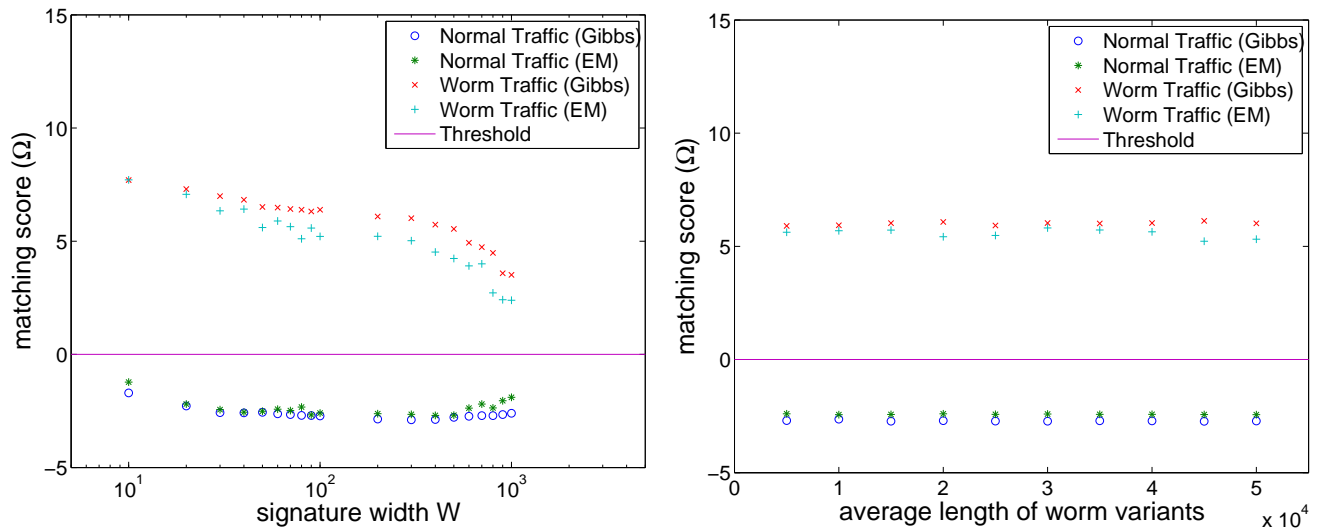 15
10
5
0
−5
matching score (Ω)
Normal Traffic (Gibbs)
Normal Traffic (EM)
Worm Traffic (Gibbs)
Worm Traffic (EM)
Threshold
10^1
10^2
10^3
signature width W
15
10
5
0
−5
matching score (Ω)
Normal Traffic (Gibbs)
Normal Traffic (EM)
Worm Traffic (Gibbs)
Worm Traffic (EM)
Threshold
0 1 2 3 4 5
x 10^4
average length of worm variants